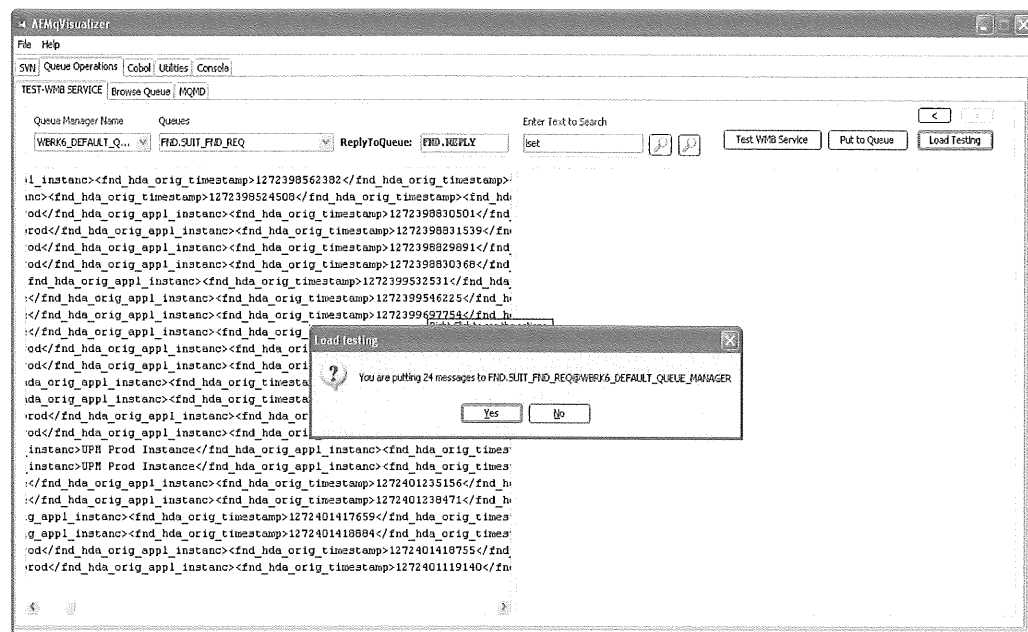 AEMqVisualizer
File Help
SVN Queue Operations Cobol Utilities Console
TEST-WMB SERVICE Browse Queue MQMD
Queue Manager Name Queues Enter Text to Search < >
WBRK6_DEFAULT_Q... FND.SUIT_FND_REQ ReplyToQueue: FND.REPLY lset Test WMB Service Put to Queue Load Testing
l_instanc><fnd_hda_orig_timestamp>1272398562382</fnd_hda_orig_timestamp>
anc><fnd_hda_orig_timestamp>1272398524508</fnd_hda_orig_timestamp><fnd_hd
od</fnd_hda_orig_appl_instanc><fnd_hda_orig_timestamp>1272398830501</fnd
rod</fnd_hda_orig_appl_instanc><fnd_hda_orig_timestamp>1272398831539</fn
od</fnd_hda_orig_appl_instanc><fnd_hda_orig_timestamp>1272398829891</fnd
od</fnd_hda_orig_appl_instanc><fnd_hda_orig_timestamp>1272398830368</fnd
fnd_hda_orig_appl_instanc><fnd_hda_orig_timestamp>1272399532531</fnd_hda
</fnd_hda_orig_appl_instanc><fnd_hda_orig_timestamp>1272399546225</fnd_h
</fnd_hda_orig_appl_instanc><fnd_hda_orig_timestamp>1272399697754</fnd_h
</fnd_hda_orig_appl_instanc><fnd_hda_orig
od</fnd_hda_orig_appl_instanc><fnd_hda_ori
od</fnd_hda_orig_appl_instanc><fnd_hda_ori
da_orig_appl_instanc><fnd_hda_orig_timesta
da_orig_appl_instanc><fnd_hda_orig_timesta
rod</fnd_hda_orig_appl_instanc><fnd_hda_or
od</fnd_hda_orig_appl_instanc><fnd_hda_ori
Load testing
You are putting 24 messages to FND.SUIT_FND_REQ@WBRK6_DEFAULT_QUEUE_MANAGER
Yes No
instanc>UPM Prod Instance</fnd_hda_orig_appl_instanc><fnd_hda_orig_times
instanc>UPM Prod Instance</fnd_hda_orig_appl_instanc><fnd_hda_orig_times
</fnd_hda_orig_appl_instanc><fnd_hda_orig_timestamp>1272401235156</fnd_h
</fnd_hda_orig_appl_instanc><fnd_hda_orig_timestamp>1272401238471</fnd_h
g_appl_instanc><fnd_hda_orig_timestamp>1272401417659</fnd_hda_orig_times
g_appl_instanc><fnd_hda_orig_timestamp>1272401418884</fnd_hda_orig_times
od</fnd_hda_orig_appl_instanc><fnd_hda_orig_timestamp>1272401418755</fnd
rod</fnd_hda_orig_appl_instanc><fnd_hda_orig_timestamp>1272401119140</fn